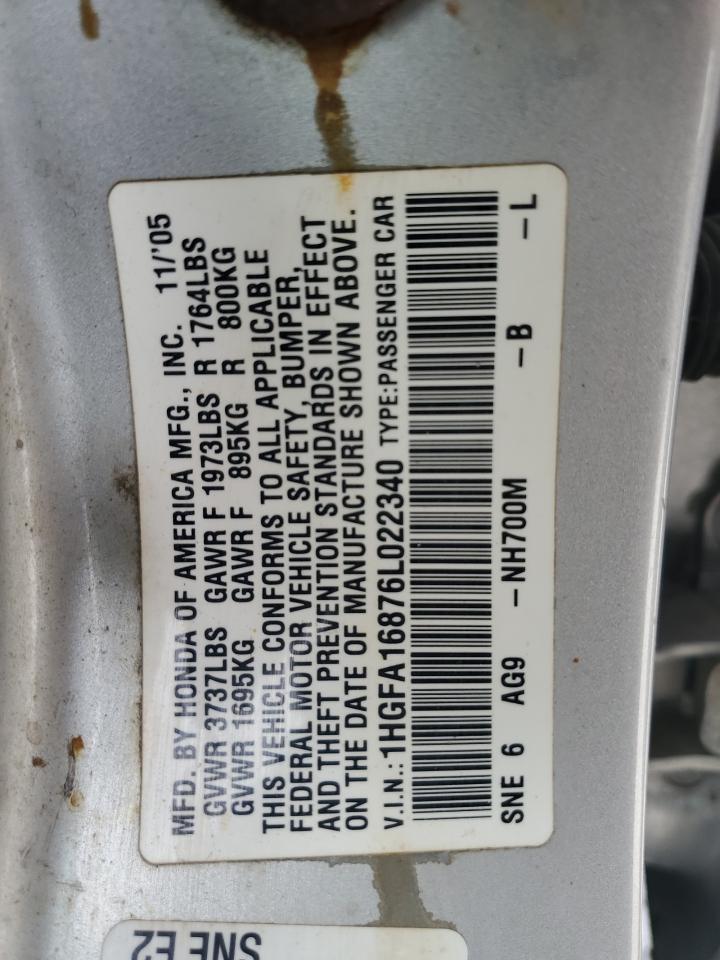 MFD. BY HONDA OF AMERICA MFG., INC. 11/'05
GVWR 3737LBS GAWR F 1973LBS R 1764LBS
GVWR 1695KG GAWR F 895KG R 800KG
THIS VEHICLE CONFORMS TO ALL APPLICABLE
FEDERAL MOTOR VEHICLE SAFETY, BUMPER,
AND THEFT PREVENTION STANDARDS IN EFFECT
ON THE DATE OF MANUFACTURE SHOWN ABOVE.
V.I.N.:1HGFA16876L022340 TYPE:PASSENGER CAR
SNE 6 AG9 -NH700M -B -L
SNE E2